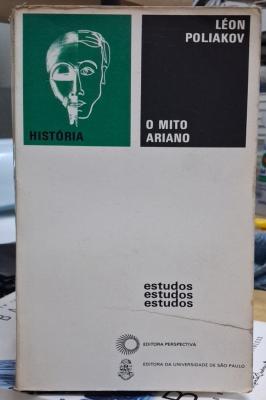 LÉON
POLIAKOV
HISTÓRIA
O MITO
ARIANO
estudos
estudos
estudos
EDITORA PERSPECTIVA
EDITORA DA UNIVERSIDADE DE SÃO PAULO